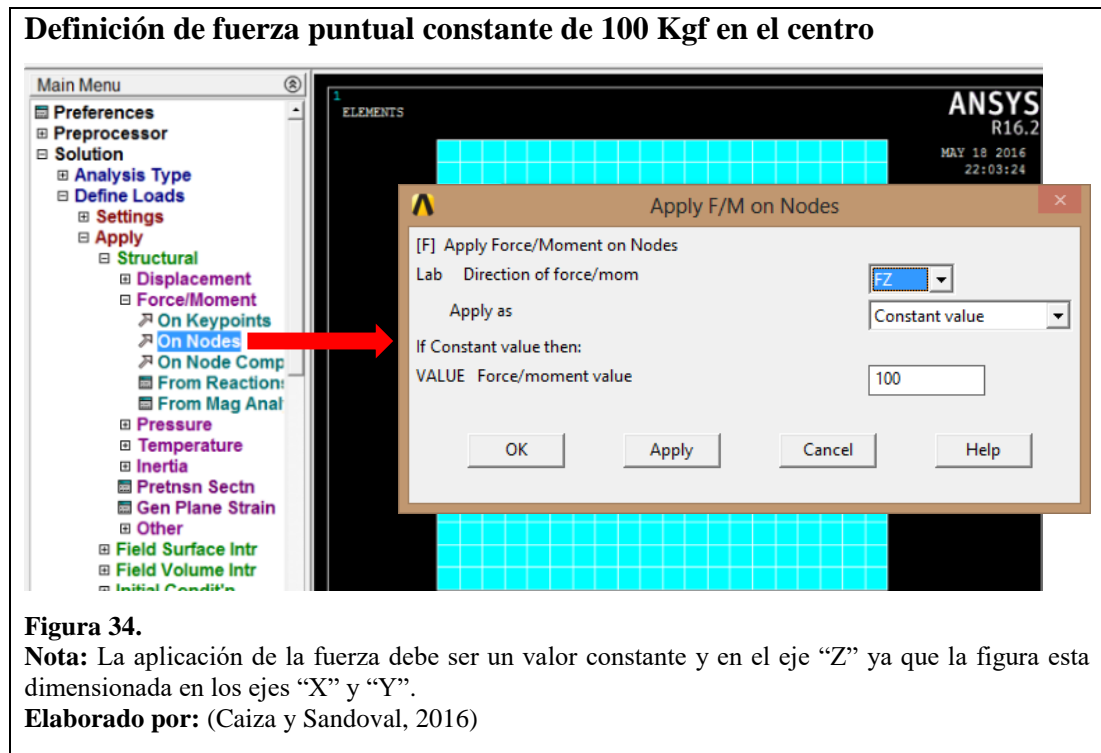 Definición de fuerza puntual constante de 100 Kgf en el centro
Main Menu
Preferences
Preprocessor
Solution
Analysis Type
Define Loads
Settings
Apply
Structural
Displacement
Force/Moment
On Keypoints
On Nodes
On Node Comp
From Reactions
From Mag Anal
Pressure
Temperature
Inertia
Pretnsn Sectn
Gen Plane Strain
Other
Field Surface Intr
Field Volume Intr
Initial Condit'n
1
ELEMENTS
ANSYS
R16.2
MAY 18 2016
22:03:24
Apply F/M on Nodes
[F] Apply Force/Moment on Nodes
Lab Direction of force/mom FZ
Apply as Constant value
If Constant value then:
VALUE Force/moment value 100
OK Apply Cancel Help
Figura 34.
Nota: La aplicación de la fuerza debe ser un valor constante y en el eje “Z” ya que la figura esta
dimensionada en los ejes “X” y “Y”.
Elaborado por: (Caiza y Sandoval, 2016)